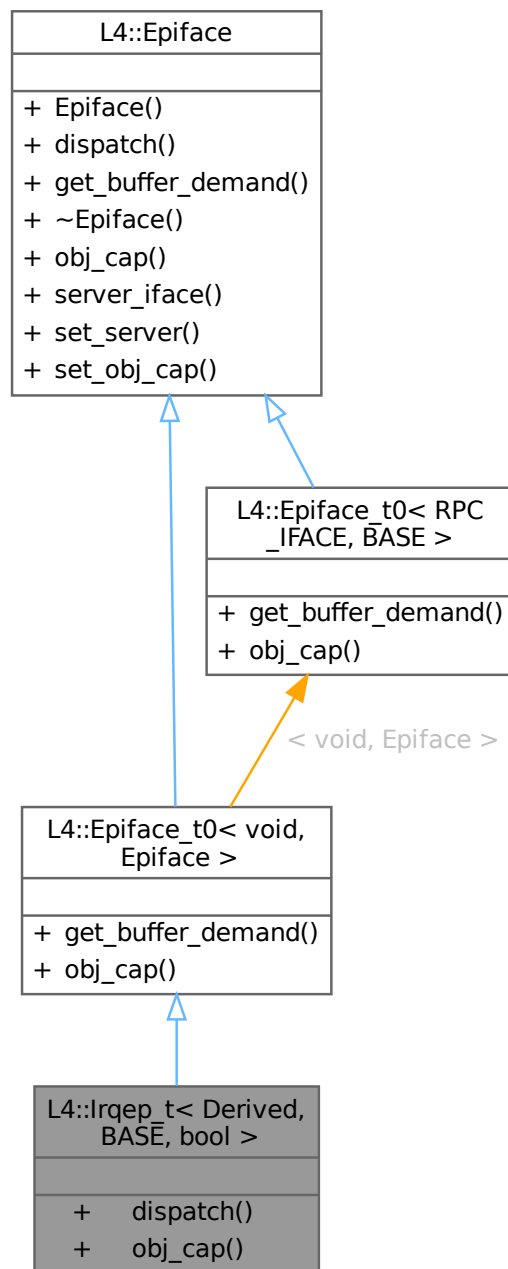 L4::Epiface
+ Epiface()
+ dispatch()
+ get_buffer_demand()
+ ~Epiface()
+ obj_cap()
+ server_iface()
+ set_server()
+ set_obj_cap()
L4::Epiface_t0< RPC
_IFACE, BASE >
+ get_buffer_demand()
+ obj_cap()
< void, Epiface >
L4::Epiface_t0< void,
Epiface >
+ get_buffer_demand()
+ obj_cap()
L4::Irqep_t< Derived,
BASE, bool >
+ dispatch()
+ obj_cap()